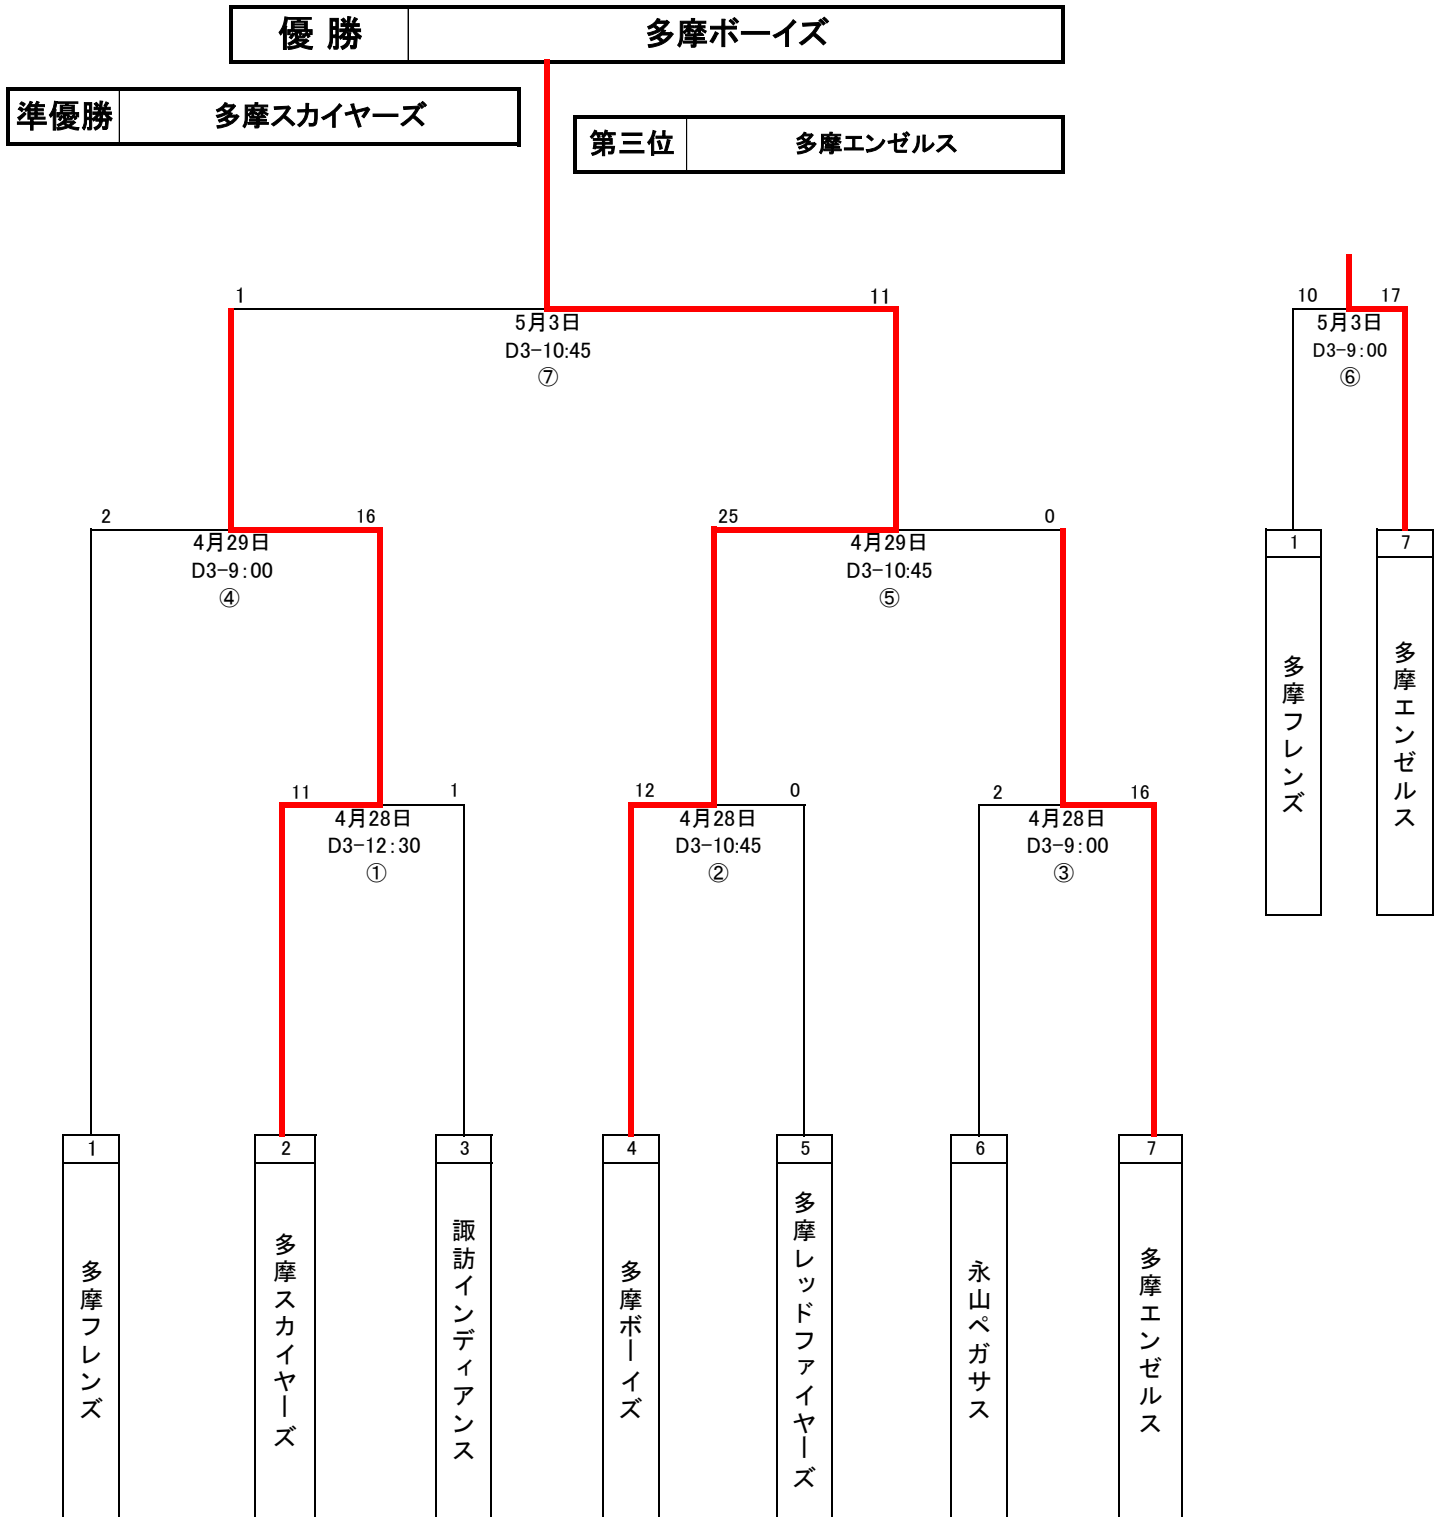 優 勝 多摩ボーイズ
準優勝 多摩スカイヤーズ
第三位 多摩エンゼルス
1 11
5月3日
D3-10:45
⑦
10 17
5月3日
D3-9:00
⑥
2 16
4月29日
D3-9:00
④
25 0
4月29日
D3-10:45
⑤
1
多摩フレンズ
7
多摩エンゼルス
11 1
4月28日
D3-12:30
①
12 0
4月28日
D3-10:45
②
2 16
4月28日
D3-9:00
③
1
多摩フレンズ
2
多摩スカイヤーズ
3
諏訪インディアンス
4
多摩ボーイズ
5
多摩レッドファイヤーズ
6
永山ペガサス
7
多摩エンゼルス